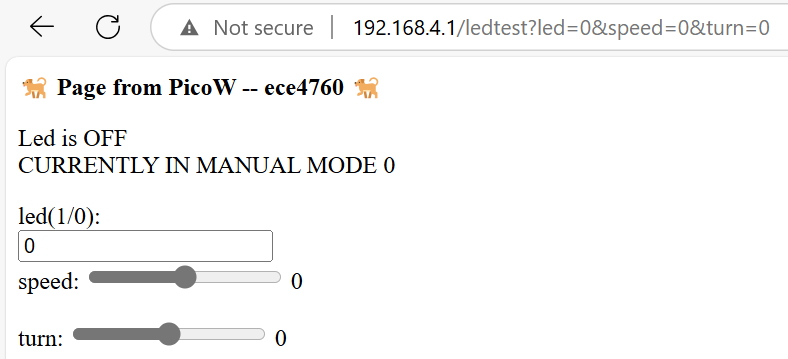 Not secure | 192.168.4.1/ledtest?led=0&speed=0&turn=0
🐕 Page from PicoW -- ece4760 🐕
Led is OFF
CURRENTLY IN MANUAL MODE 0
led(1/0):
0
speed: 0
turn: 0